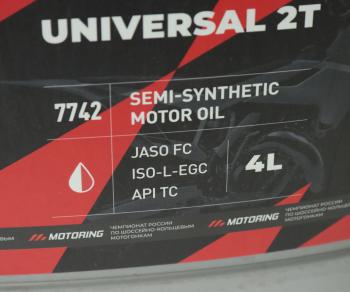 UNIVERSAL 2T
7742
SEMI-SYNTHETIC
MOTOR OIL
JASO FC
ISO-L-EGC
API TC
4L
MOTORING
ЧЕМПИОНАТ РОССИИ
ПО ШОССЕЙНО-КОЛЬЦЕВЫМ
МОТОГОНКАМ
MOTORING
ЧЕМПИОНАТ РОССИИ
ПО ШОССЕЙНО-КОЛЬЦЕВЫМ
МОТОГОНКАМ